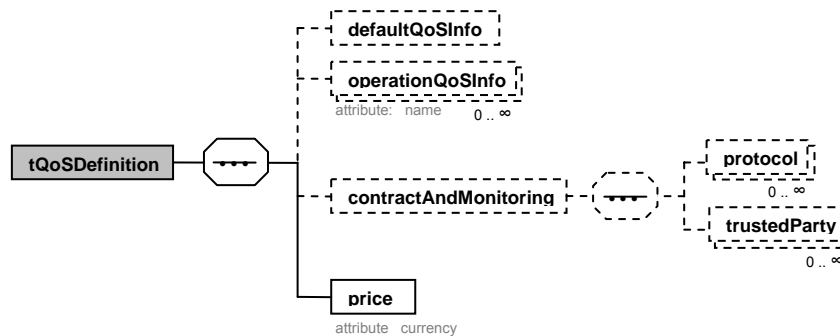 defaultQoSInfo
operationQoSInfo
attribute: name
0 .. ∞
tQoSDefinition
protocol
0 .. ∞
contractAndMonitoring
trustedParty
0 .. ∞
price
attribute currency